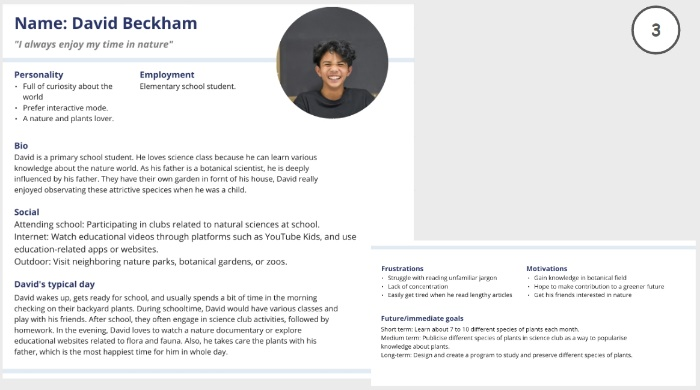 Name: David Beckham
"I always enjoy my time in nature"
3
Personality
• Full of curiosity about the
world
• Prefer interactive mode.
• A nature and plants lover.
Employment
Elementary school student.
Bio
David is a primary school student. He loves science class because he can learn various
knowledge about the nature world. As his father is a botanical scientist, he is deeply
influenced by his father. They have their own garden in fornt of his house, David really
enjoyed observating these attrictive specices when he was a child.
Social
Attending school: Participating in clubs related to natural sciences at school.
Internet: Watch educational videos through platforms such as YouTube Kids, and use
education-related apps or websites.
Outdoor: Visit neighboring nature parks, botanical gardens, or zoos.
David's typical day
David wakes up, gets ready for school, and usually spends a bit of time in the morning
checking on their backyard plants. During schooltime, David would have various classes and
play with his friends. After school, they often engage in science club activities, followed by
homework. In the evening, David loves to watch a nature documentary or explore
educational websites related to flora and fauna. Also, he takes care the plants with his
father, which is the most happiest time for him in whole day.
Frustrations
• Struggle with reading unfamiliar jargon
• Lack of concentration
• Easily get tired when he read lengthy articles
Motivations
• Gain knowledge in botanical field
• Hope to make contribution to a greener future
• Get his friends interested in nature
Future/immediate goals
Short term: Learn about 7 to 10 different species of plants each month.
Medium term: Publicise different species of plants in science club as a way to popularise
knowledge about plants.
Long-term: Design and create a program to study and preserve different species of plants.